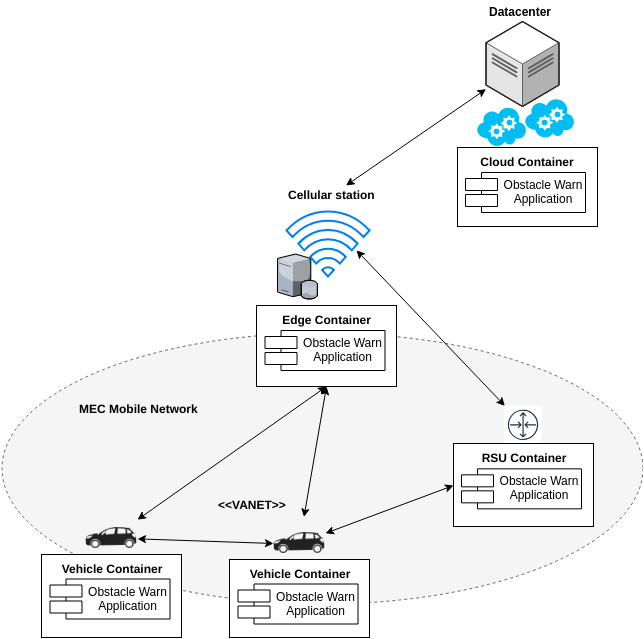 Datacenter
Cloud Container
Obstacle Warn
Application
Cellular station
Edge Container
Obstacle Warn
Application
MEC Mobile Network
RSU Container
Obstacle Warn
Application
<<VANET>>
Vehicle Container
Obstacle Warn
Application
Vehicle Container
Obstacle Warn
Application